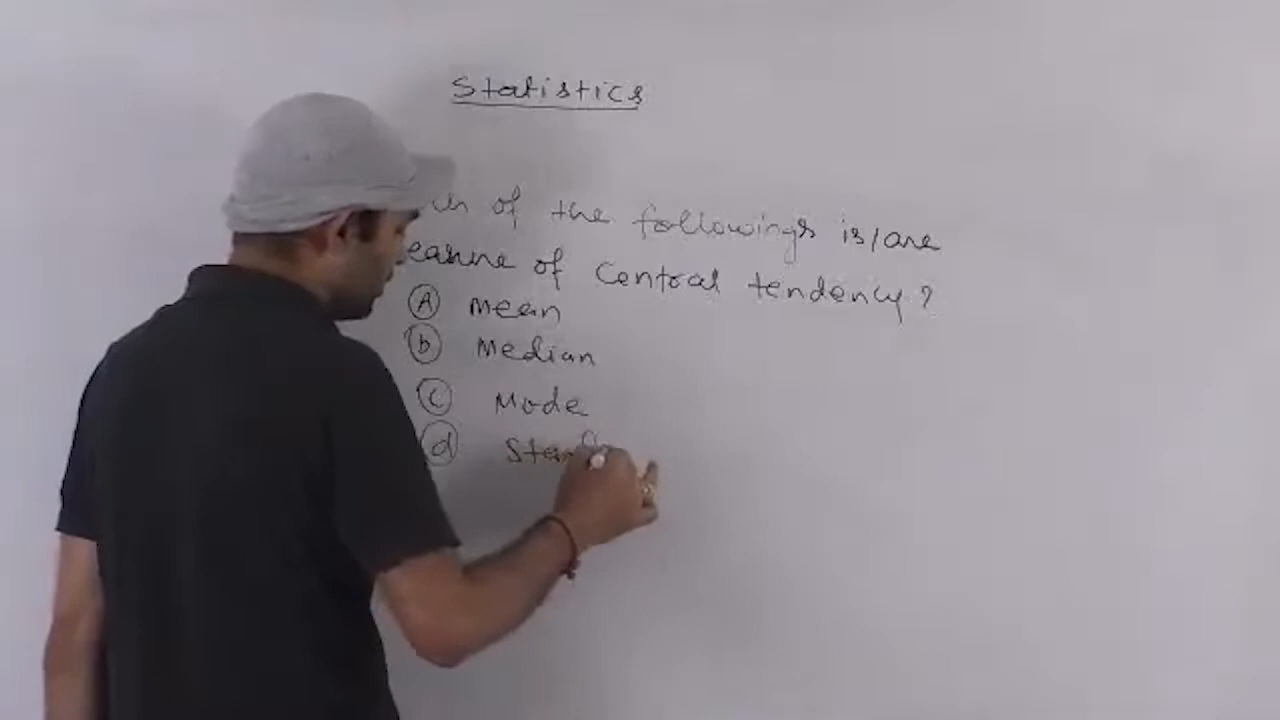 Statistics
of the followings is/are
of Central tendency?
(A) Mean
(b) Median
(c) Mode
(d)